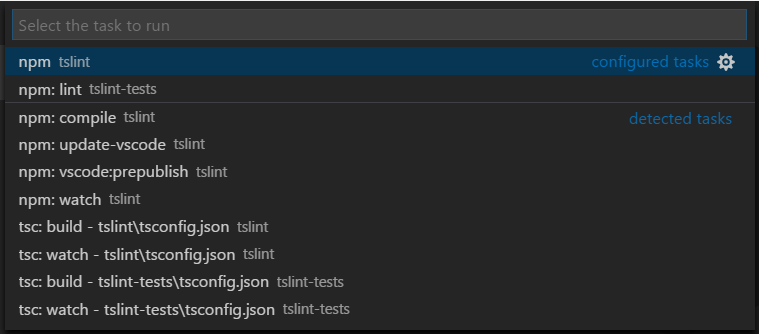 Select the task to run
npm tslint configured tasks
npm: lint tslint-tests
npm: compile tslint detected tasks
npm: update-vscode tslint
npm: vscode:prepublish tslint
npm: watch tslint
tsc: build - tslint\tsconfig.json tslint
tsc: watch - tslint\tsconfig.json tslint
tsc: build - tslint-tests\tsconfig.json tslint-tests
tsc: watch - tslint-tests\tsconfig.json tslint-tests